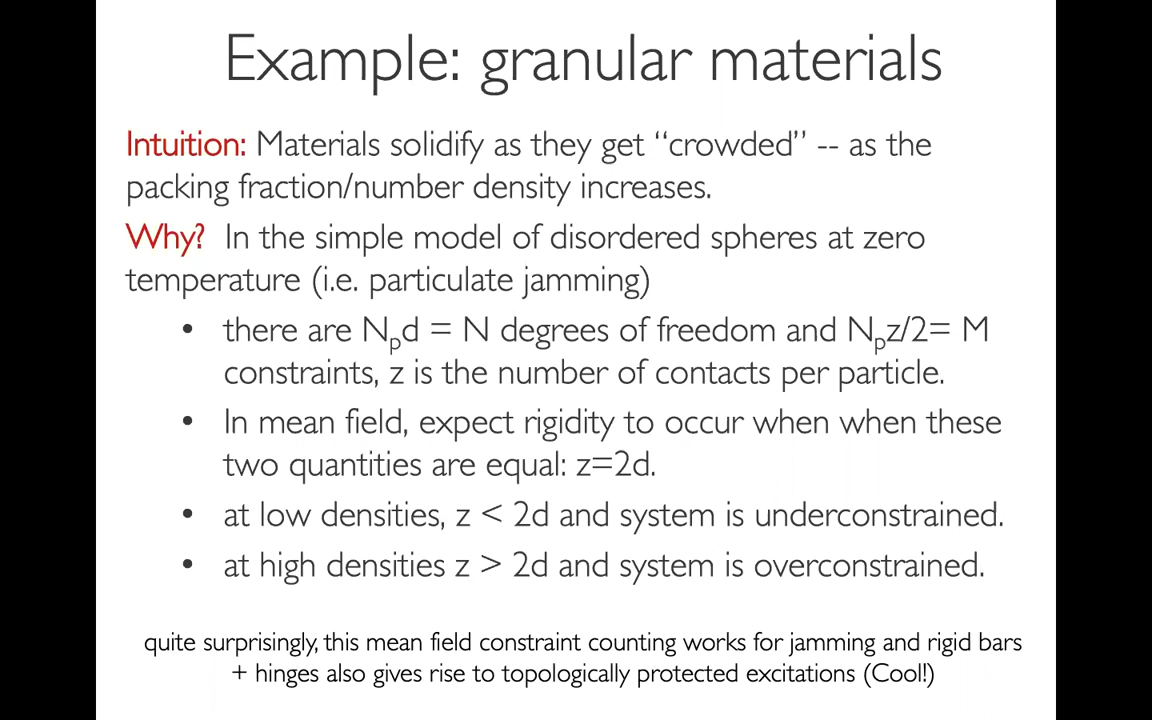 Example: granular materials
Intuition: Materials solidify as they get “crowded” -- as the
packing fraction/number density increases.
Why? In the simple model of disordered spheres at zero
temperature (i.e. particulate jamming)
• there are Npd = N degrees of freedom and Npz/2= M
constraints, z is the number of contacts per particle.
• In mean field, expect rigidity to occur when when these
two quantities are equal: z=2d.
• at low densities, z < 2d and system is underconstrained.
• at high densities z > 2d and system is overconstrained.
quite surprisingly, this mean field constraint counting works for jamming and rigid bars
+ hinges also gives rise to topologically protected excitations (Cool!)